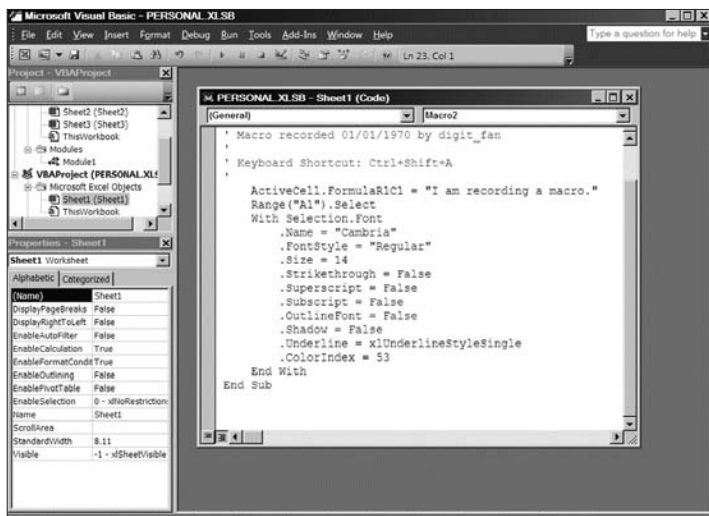 Microsoft Visual Basic - PERSONAL.XLSB
File Edit View Insert Format Debug Run Tools Add-Ins Window Help
Type a question for help
Ln 23, Col 1
Project - VBAProject
Sheet2 (Sheet2)
Sheet3 (Sheet3)
ThisWorkbook
Modules
Module1
VBAProject (PERSONAL.XLS
Microsoft Excel Objects
Sheet1 (Sheet1)
ThisWorkbook
Properties - Sheet1
Sheet1 Worksheet
Alphabetic Categorized
(Name) Sheet1
DisplayPageBreaks False
DisplayRightToLeft False
EnableAutoFilter False
EnableCalculation True
EnableFormatCondit True
EnableOutlining False
EnablePivotTable False
EnableSelection 0 - xlNoRestrictions
Name Sheet1
ScrollArea
StandardWidth 8.11
Visible -1 - xlSheetVisible
PERSONAL.XLSB - Sheet1 (Code)
(General) Macro2
' Macro recorded 01/01/1970 by digit_fan
'
' Keyboard Shortcut: Ctrl+Shift+A
'
ActiveCell.FormulaR1C1 = "I am recording a macro."
Range("A1").Select
With Selection.Font
.Name = "Cambria"
.FontStyle = "Regular"
.Size = 14
.Strikethrough = False
.Superscript = False
.Subscript = False
.OutlineFont = False
.Shadow = False
.Underline = xlUnderlineStyleSingle
.ColorIndex = 53
End With
End Sub